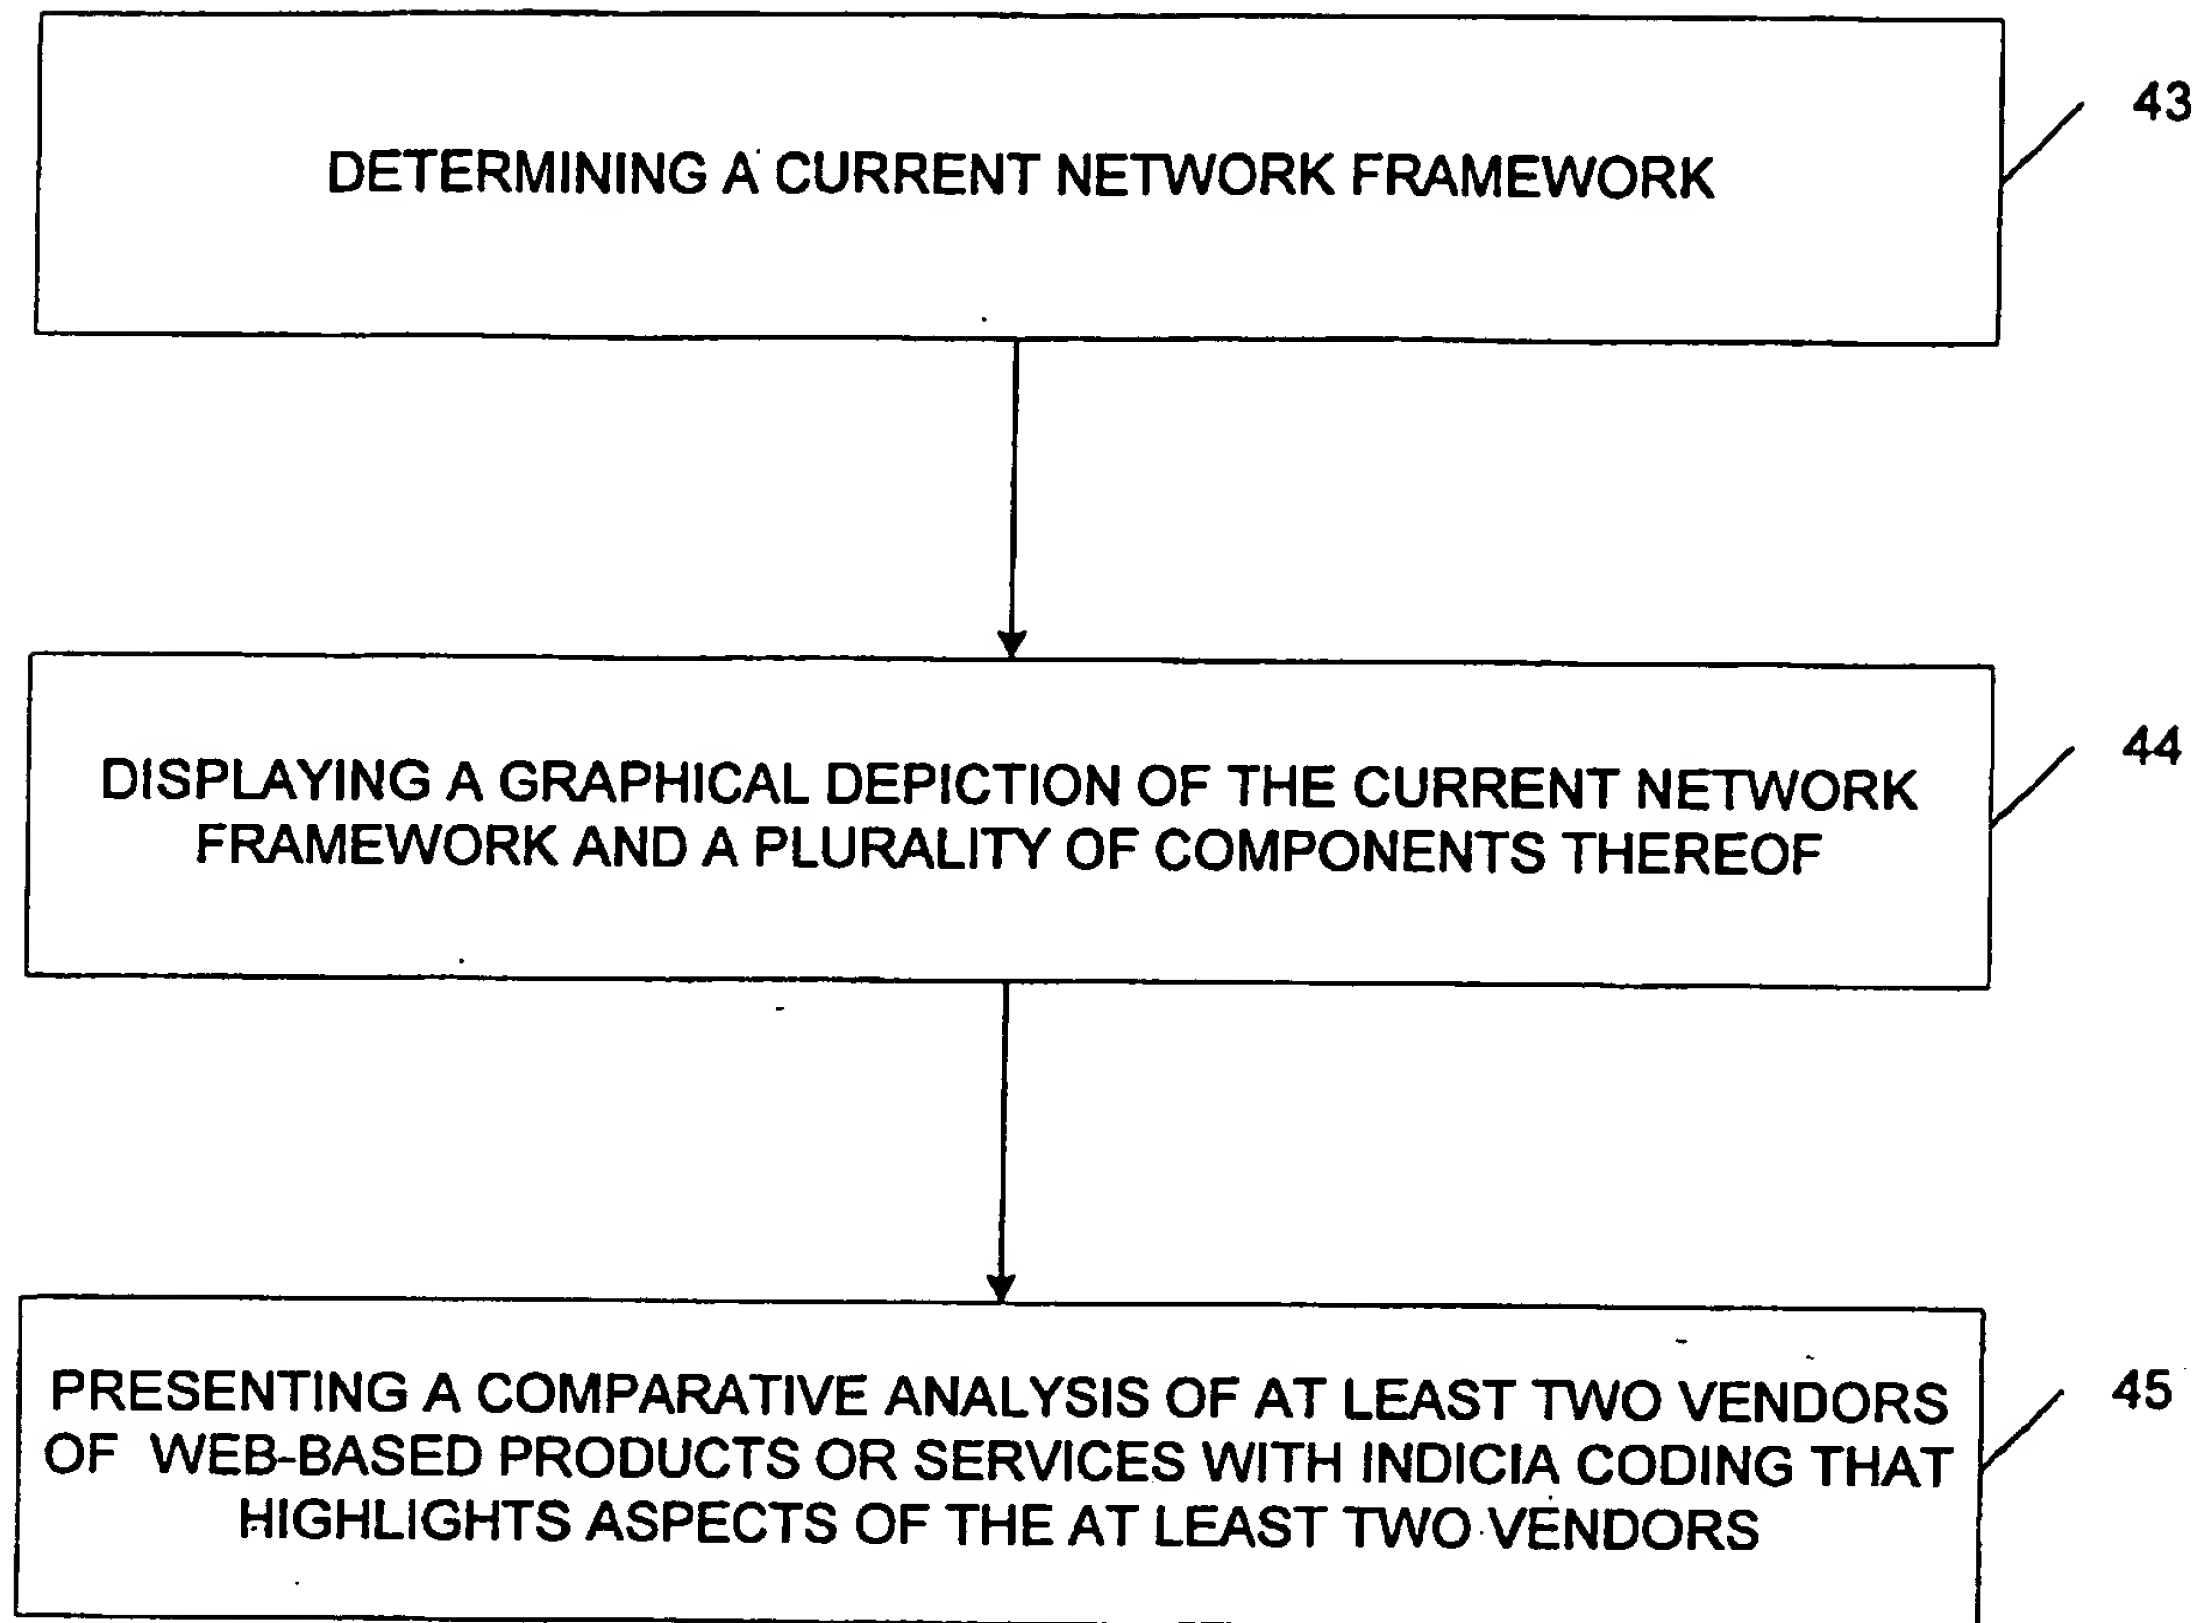 DETERMINING A CURRENT NETWORK FRAMEWORK
43
DISPLAYING A GRAPHICAL DEPICTION OF THE CURRENT NETWORK
FRAMEWORK AND A PLURALITY OF COMPONENTS THEREOF
44
PRESENTING A COMPARATIVE ANALYSIS OF AT LEAST TWO VENDORS
OF WEB-BASED PRODUCTS OR SERVICES WITH INDICIA CODING THAT
HIGHLIGHTS ASPECTS OF THE AT LEAST TWO VENDORS
45